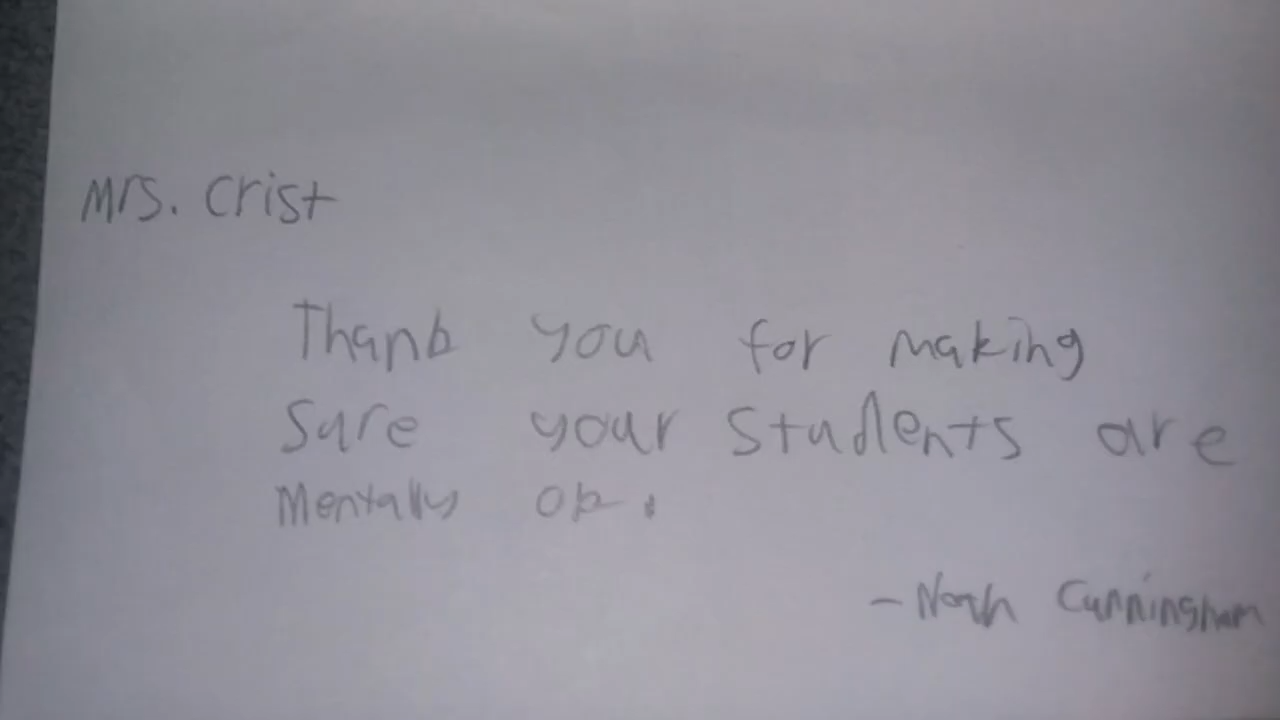 Mrs. Crist
Thank you for making
Sure your students are
Mentally ok.
- Noah Cunningham